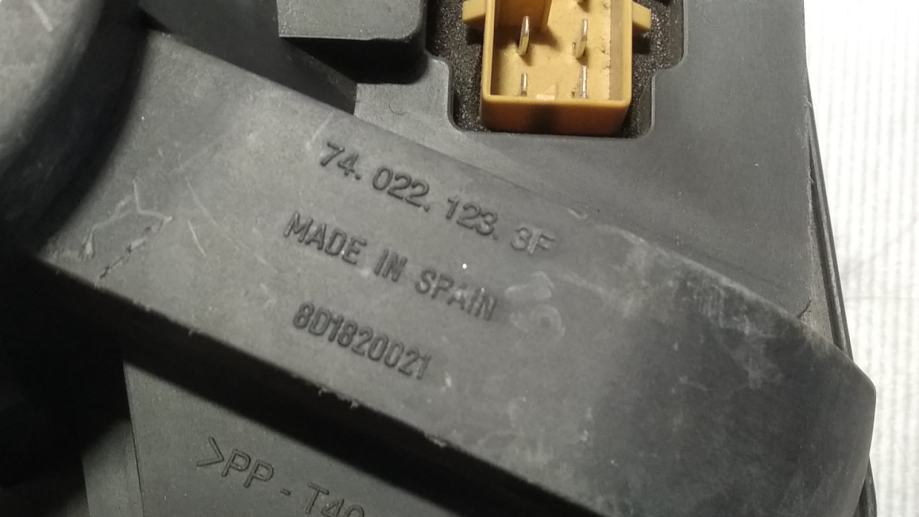 74. 022. 123. 3F
MADE IN SPAIN
8D1820021
>PP - T40